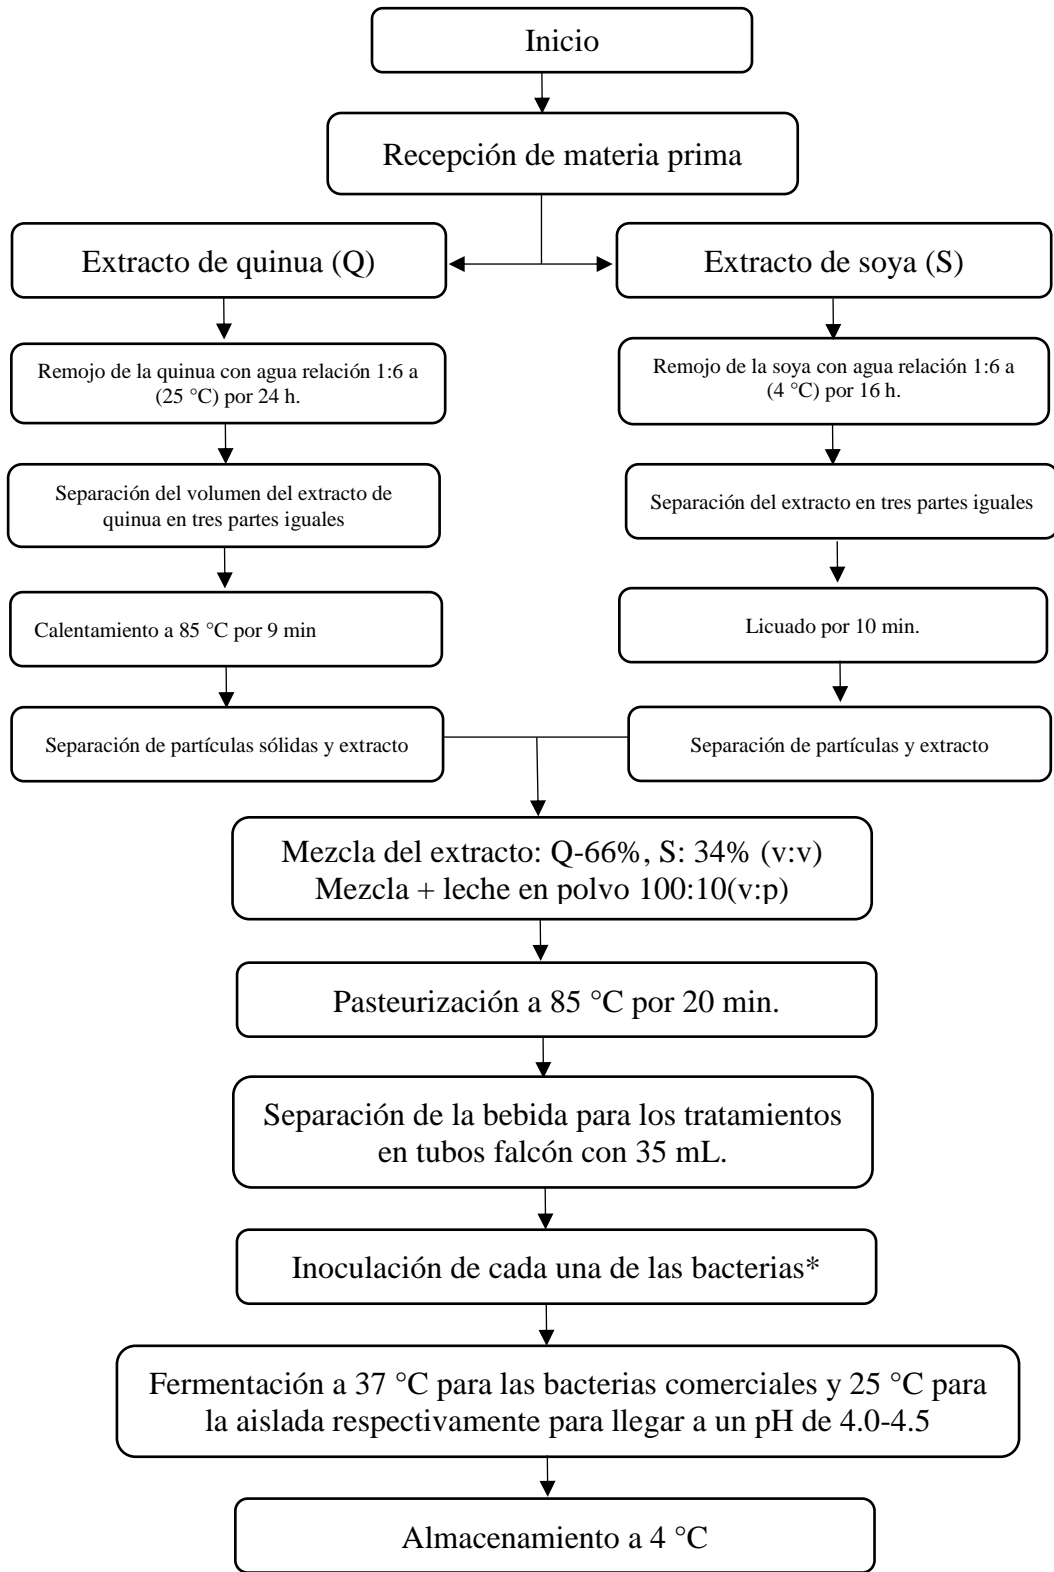 Inicio
Recepción de materia prima
Extracto de quinua (Q)
Extracto de soya (S)
Remojo de la quinua con agua relación 1:6 a
(25 °C) por 24 h.
Remojo de la soya con agua relación 1:6 a
(4 °C) por 16 h.
Separación del volumen del extracto de
quinua en tres partes iguales
Separación del extracto en tres partes iguales
Calentamiento a 85 °C por 9 min
Licuado por 10 min.
Separación de partículas sólidas y extracto
Separación de partículas y extracto
Mezcla del extracto: Q-66%, S: 34% (v:v)
Mezcla + leche en polvo 100:10(v:p)
Pasteurización a 85 °C por 20 min.
Separación de la bebida para los tratamientos
en tubos falcón con 35 mL.
Inoculación de cada una de las bacterias*
Fermentación a 37 °C para las bacterias comerciales y 25 °C para
la aislada respectivamente para llegar a un pH de 4.0-4.5
Almacenamiento a 4 °C